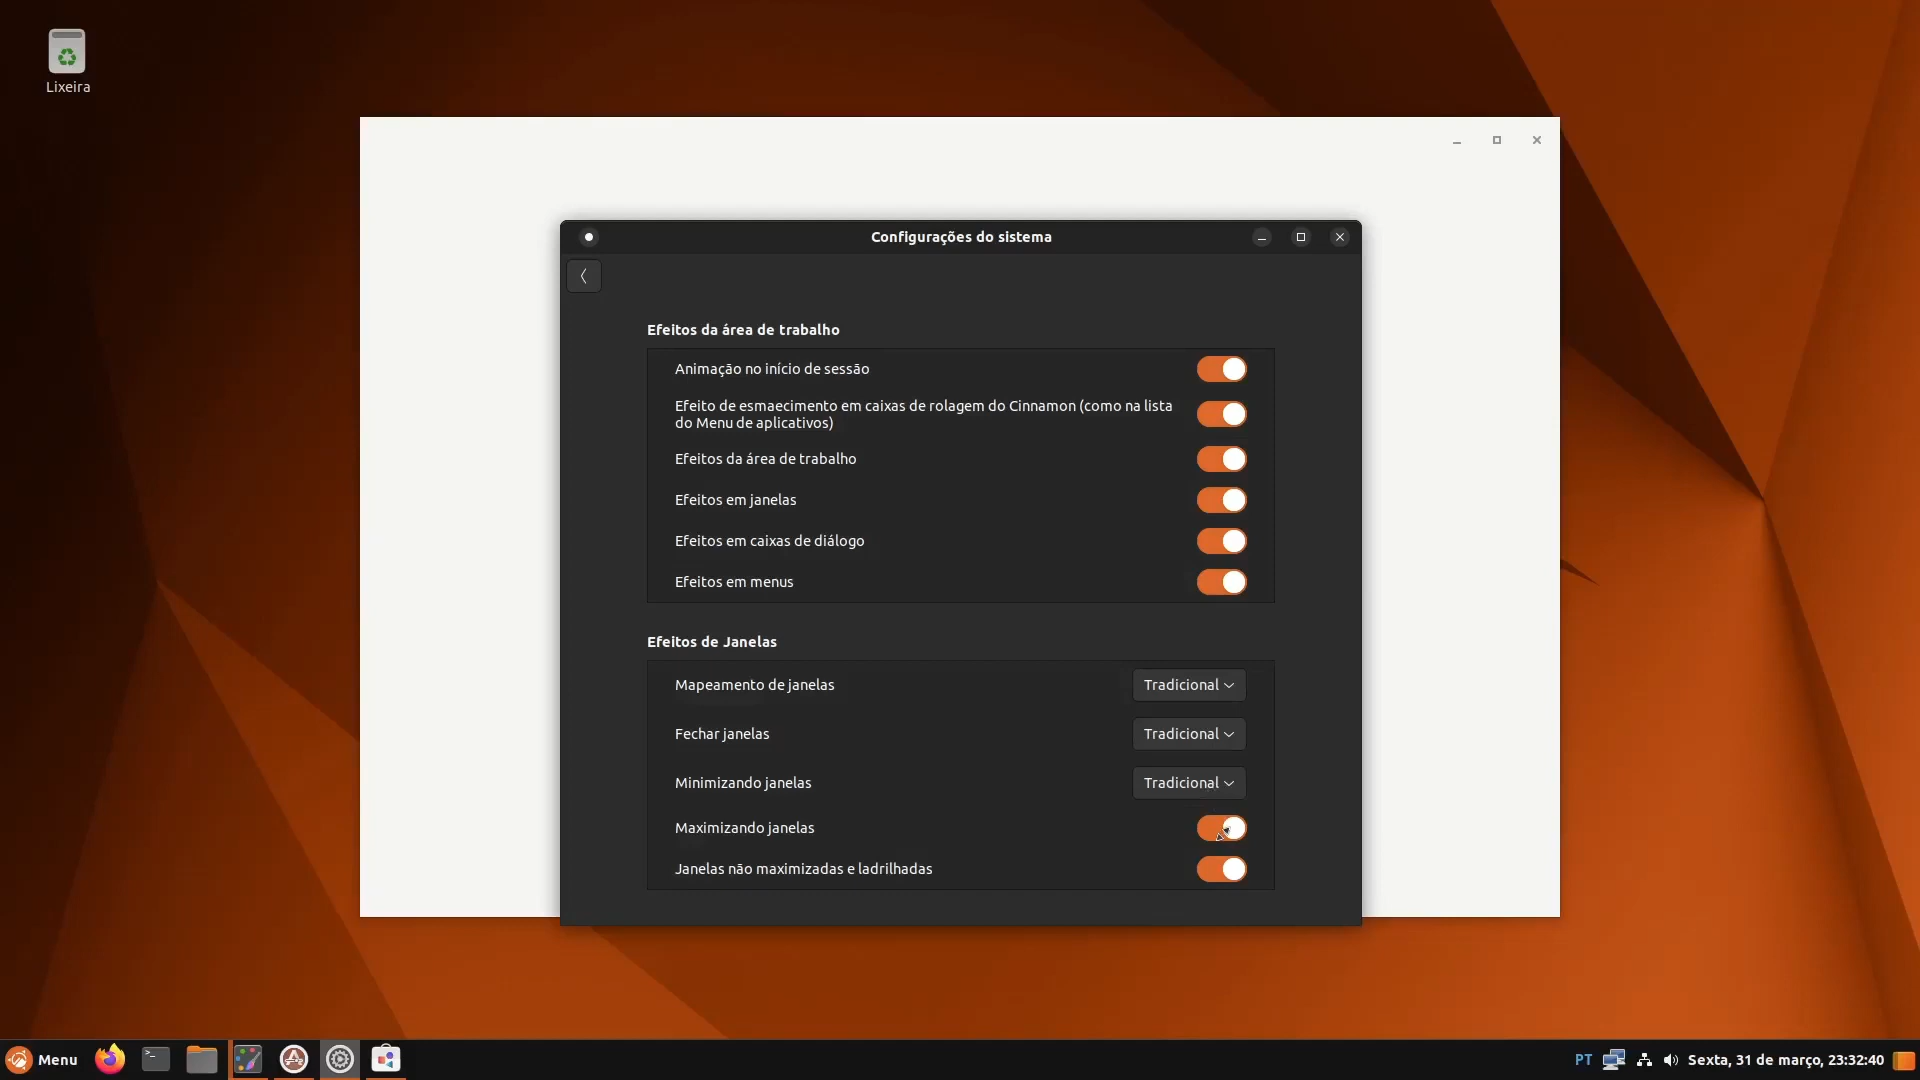 Lixeira
Configurações do sistema
Efeitos da área de trabalho
Animação no início de sessão
Efeito de esmaecimento em caixas de rolagem do Cinnamon (como na lista
do Menu de aplicativos)
Efeitos da área de trabalho
Efeitos em janelas
Efeitos em caixas de diálogo
Efeitos em menus
Efeitos de Janelas
Mapeamento de janelas Tradicional
Fechar janelas Tradicional
Minimizando janelas Tradicional
Maximizando janelas
Janelas não maximizadas e ladrilhadas
Menu PT Sexta, 31 de março, 23:32:40